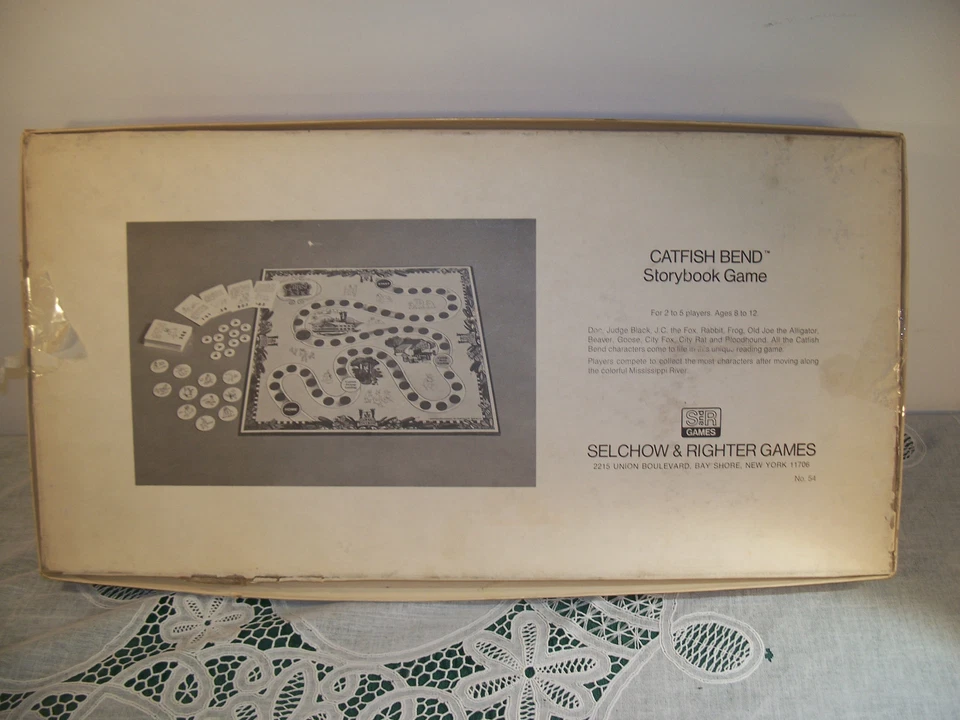 CATFISH BEND™
Storybook Game
For 2 to 5 players. Ages 8 to 12.
Doc, Judge Black, J.C. the Fox, Rabbit, Frog, Old Joe the Alligator,
Beaver, Goose, City Fox, City Rat and Bloodhound. All the Catfish
Bend characters come to life in this unique reading game.
Players compete to collect the most characters after moving along
the colorful Mississippi River.
S&R
GAMES
SELCHOW & RIGHTER GAMES
2215 UNION BOULEVARD, BAY SHORE, NEW YORK 11706
No. 54